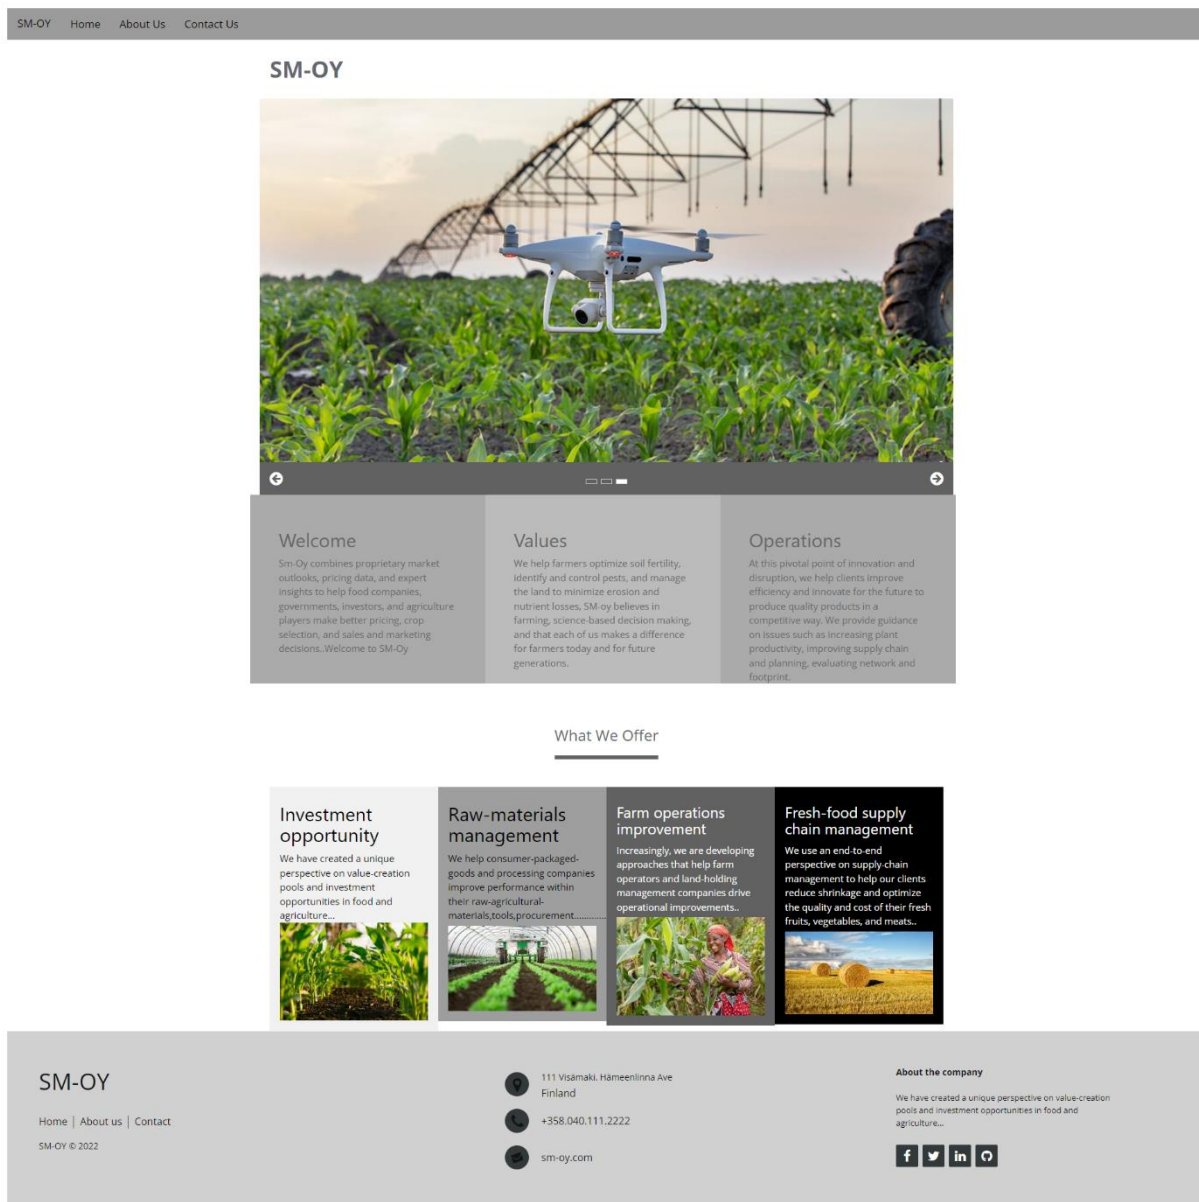 SM-OY Home About Us Contact Us
SM-OY
Welcome
Sm-Oy combines proprietary market
outlooks, pricing data, and expert
insights to help food companies,
governments, investors, and agriculture
players make better pricing, crop
selection, and sales and marketing
decisions..Welcome to SM-Oy
Values
We help farmers optimize soil fertility,
identify and control pests, and manage
the land to minimize erosion and
nutrient losses, SM-oy believes in
farming, science-based decision making,
and that each of us makes a difference
for farmers today and for future
generations.
Operations
At this pivotal point of innovation and
disruption, we help clients improve
efficiency and innovate for the future to
produce quality products in a
competitive way. We provide guidance
on issues such as increasing plant
productivity, improving supply chain
and planning, evaluating network and
footprint.
What We Offer
Investment
opportunity
We have created a unique
perspective on value-creation
pools and investment
opportunities in food and
agriculture...
Raw-materials
management
We help consumer-packaged-
goods and processing companies
improve performance within
their raw-agricultural-
materials,tools,procurement..............
Farm operations
improvement
Increasingly, we are developing
approaches that help farm
operators and land-holding
management companies drive
operational improvements..
Fresh-food supply
chain management
We use an end-to-end
perspective on supply-chain
management to help our clients
reduce shrinkage and optimize
the quality and cost of their fresh
fruits, vegetables, and meats..
SM-OY
Home | About us | Contact
SM-OY © 2022
111 Visämaki. Hämeenlinna Ave
Finland
+358.040.111.2222
sm-oy.com
About the company
We have created a unique perspective on value-creation
pools and investment opportunities in food and
agriculture...